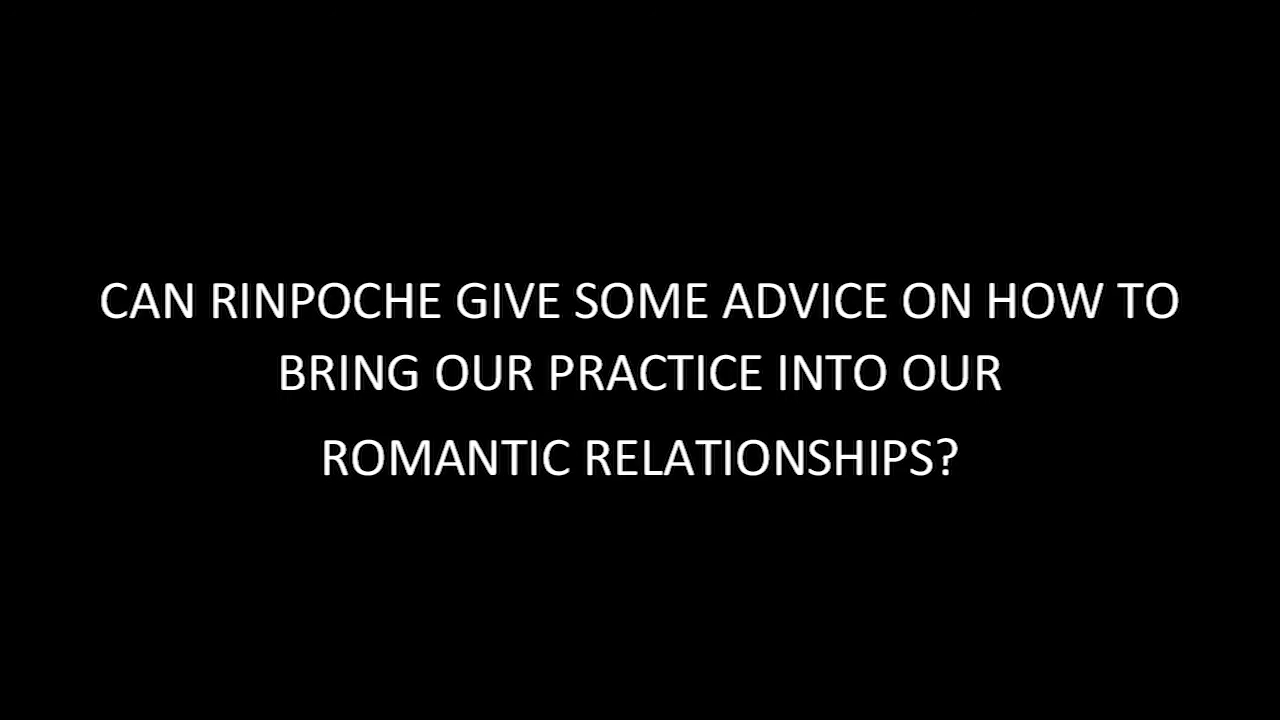 CAN RINPOCHE GIVE SOME ADVICE ON HOW TO
BRING OUR PRACTICE INTO OUR
ROMANTIC RELATIONSHIPS?